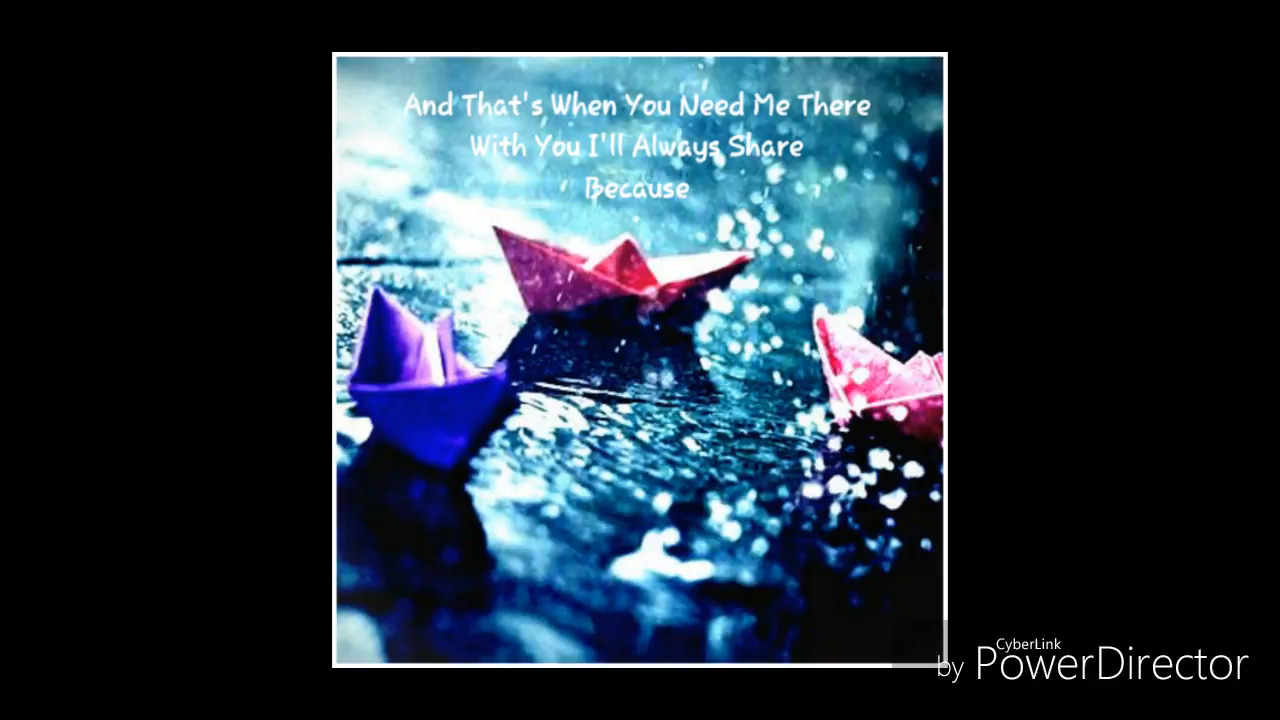 And That's When You Need Me There
With You I'll Always Share
Because
CyberLink
by PowerDirector